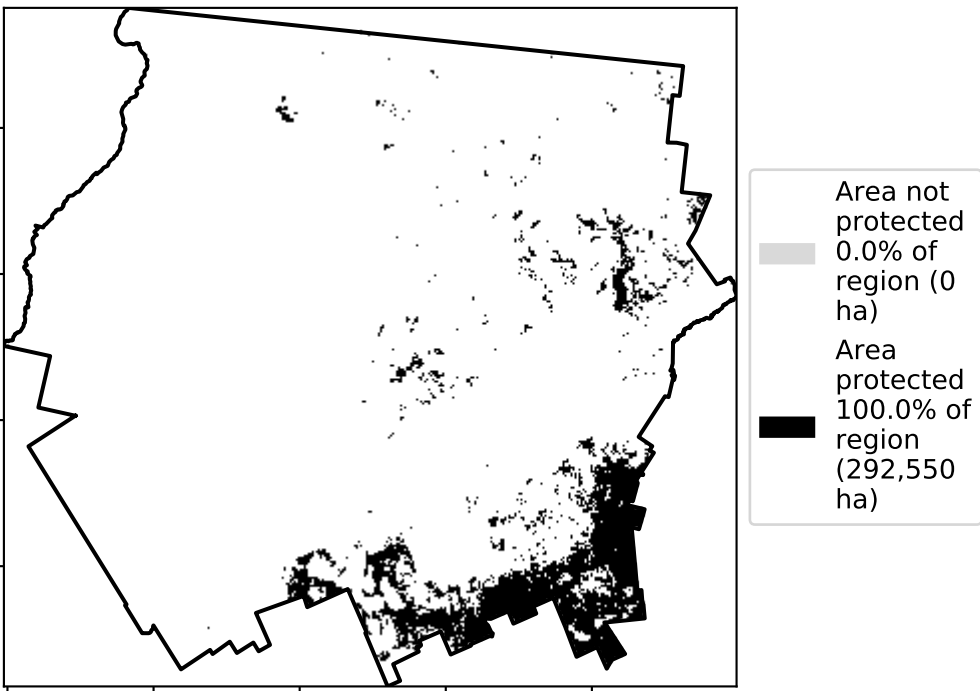 Area not
protected
0.0% of
region (0
ha)
Area
protected
100.0% of
region
(292,550
ha)